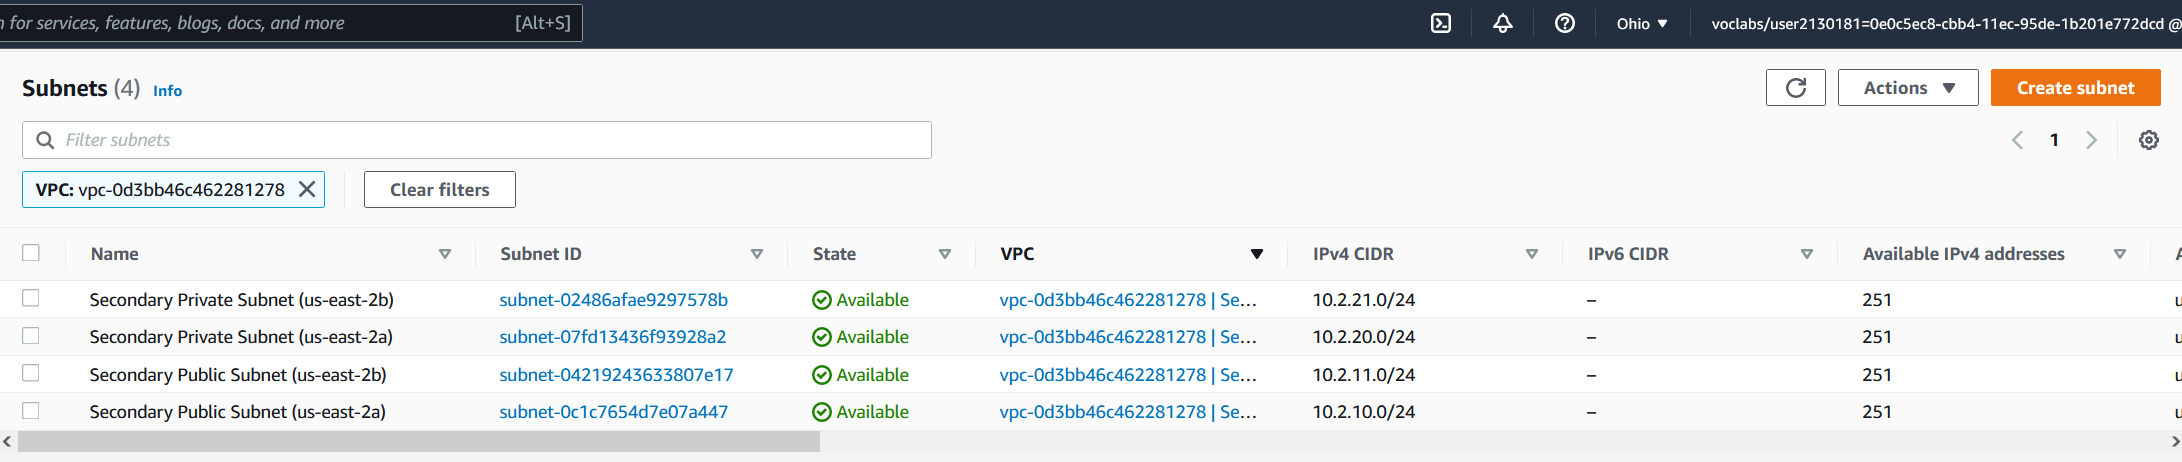 n for services, features, blogs, docs, and more [Alt+S] Ohio voclabs/user2130181=0e0c5ec8-cbb4-11ec-95de-1b201e772dcd @
Subnets (4) Info Actions Create subnet
Filter subnets 1
VPC: vpc-0d3bb46c462281278 Clear filters
Name Subnet ID State VPC IPv4 CIDR IPv6 CIDR Available IPv4 addresses A
Secondary Private Subnet (us-east-2b) subnet-02486afae9297578b Available vpc-0d3bb46c462281278 | Se... 10.2.21.0/24 – 251 u
Secondary Private Subnet (us-east-2a) subnet-07fd13436f93928a2 Available vpc-0d3bb46c462281278 | Se... 10.2.20.0/24 – 251 u
Secondary Public Subnet (us-east-2b) subnet-04219243633807e17 Available vpc-0d3bb46c462281278 | Se... 10.2.11.0/24 – 251 u
Secondary Public Subnet (us-east-2a) subnet-0c1c7654d7e07a447 Available vpc-0d3bb46c462281278 | Se... 10.2.10.0/24 – 251 u